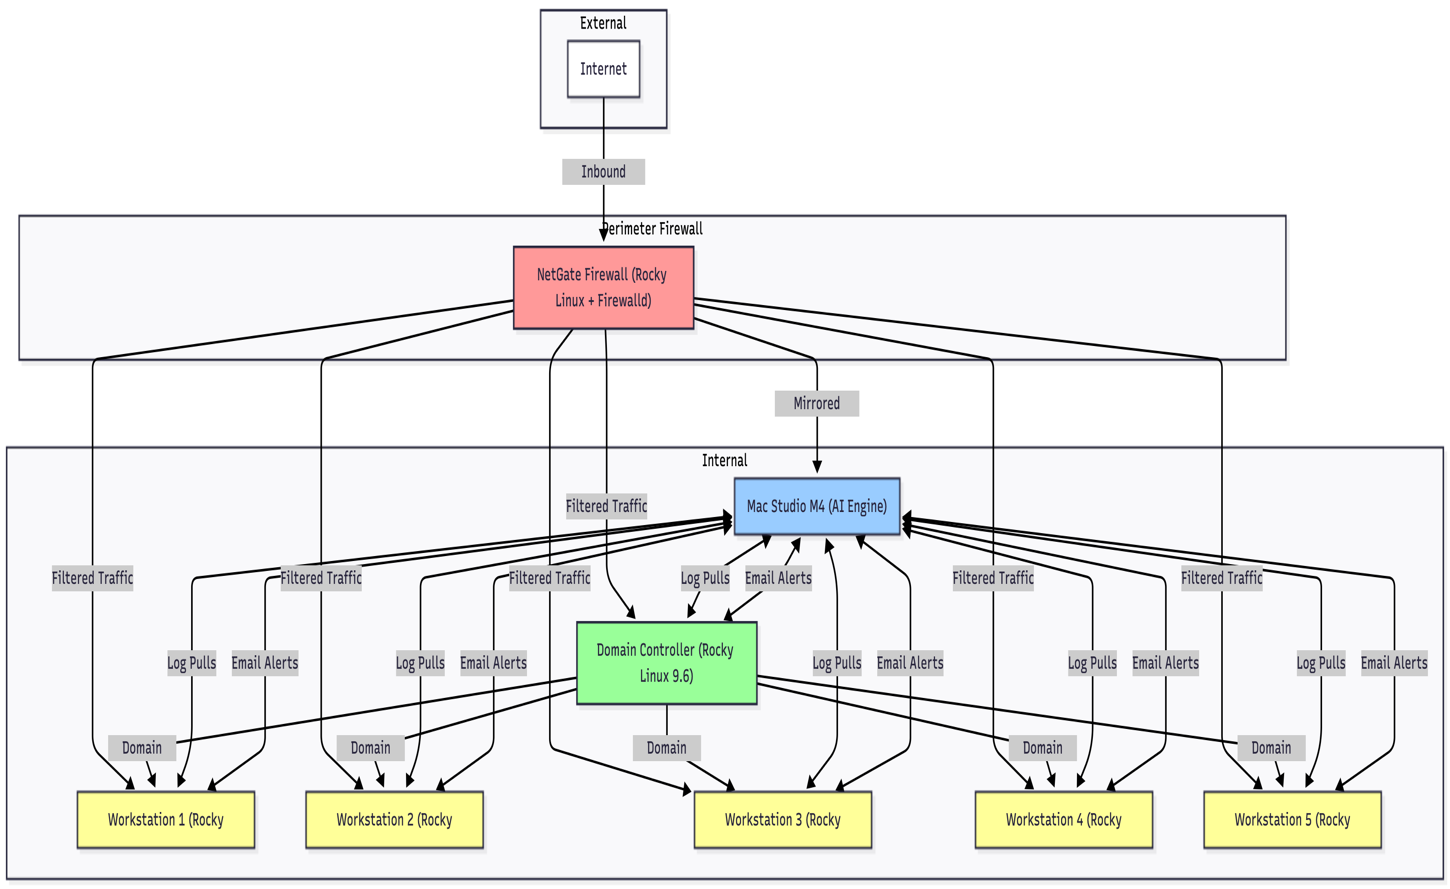 External
Internet
Inbound
Perimeter Firewall
NetGate Firewall (Rocky
Linux + Firewalld)
Mirrored
Internal
Filtered Traffic
Mac Studio M4 (AI Engine)
Filtered Traffic
Filtered Traffic
Filtered Traffic
Log Pulls
Email Alerts
Filtered Traffic
Filtered Traffic
Log Pulls
Email Alerts
Log Pulls
Email Alerts
Domain Controller (Rocky
Linux 9.6)
Log Pulls
Email Alerts
Log Pulls
Email Alerts
Log Pulls
Email Alerts
Domain
Domain
Domain
Domain
Domain
Workstation 1 (Rocky
Workstation 2 (Rocky
Workstation 3 (Rocky
Workstation 4 (Rocky
Workstation 5 (Rocky